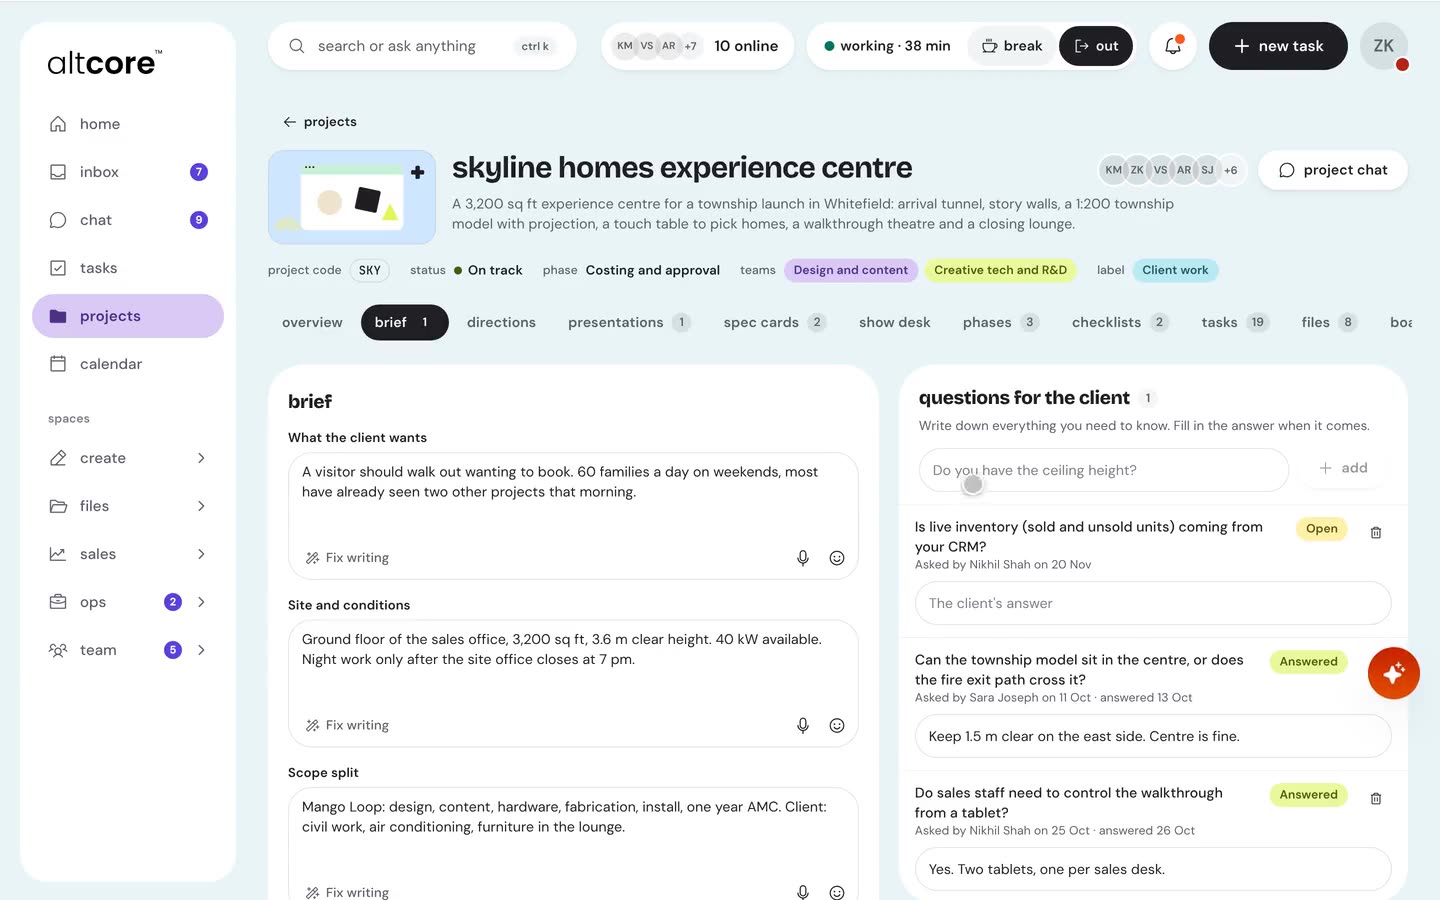 altcore™
search or ask anything
ctrl k
KM VS AR +7 10 online
working · 38 min
break
out
new task
ZK
home
inbox 7
chat 9
tasks
projects
calendar
spaces
create
files
sales
ops 2
team 5
projects
skyline homes experience centre
KM ZK VS AR SJ +6
project chat
A 3,200 sq ft experience centre for a township launch in Whitefield: arrival tunnel, story walls, a 1:200 township
model with projection, a touch table to pick homes, a walkthrough theatre and a closing lounge.
project code SKY status On track phase Costing and approval teams Design and content Creative tech and R&D label Client work
overview brief 1 directions presentations 1 spec cards 2 show desk phases 3 checklists 2 tasks 19 files 8 boa
brief
What the client wants
A visitor should walk out wanting to book. 60 families a day on weekends, most
have already seen two other projects that morning.
Fix writing
Site and conditions
Ground floor of the sales office, 3,200 sq ft, 3.6 m clear height. 40 kW available.
Night work only after the site office closes at 7 pm.
Fix writing
Scope split
Mango Loop: design, content, hardware, fabrication, install, one year AMC. Client:
civil work, air conditioning, furniture in the lounge.
Fix writing
questions for the client 1
Write down everything you need to know. Fill in the answer when it comes.
Do you have the ceiling height?
add
Is live inventory (sold and unsold units) coming from
your CRM?
Open
Asked by Nikhil Shah on 20 Nov
The client's answer
Can the township model sit in the centre, or does
the fire exit path cross it?
Answered
Asked by Sara Joseph on 11 Oct · answered 13 Oct
Keep 1.5 m clear on the east side. Centre is fine.
Do sales staff need to control the walkthrough
from a tablet?
Answered
Asked by Nikhil Shah on 25 Oct · answered 26 Oct
Yes. Two tablets, one per sales desk.